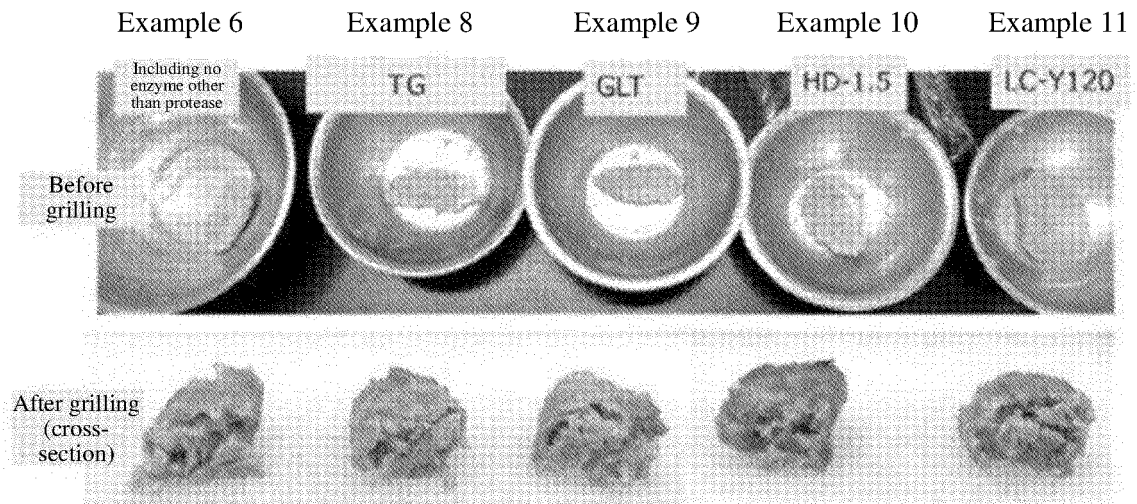 Example 6 Example 8 Example 9 Example 10 Example 11
Including no
enzyme other
than protease
TG
GLT
HD-1.5
LC-Y120
Before
grilling
After grilling
(cross-
section)